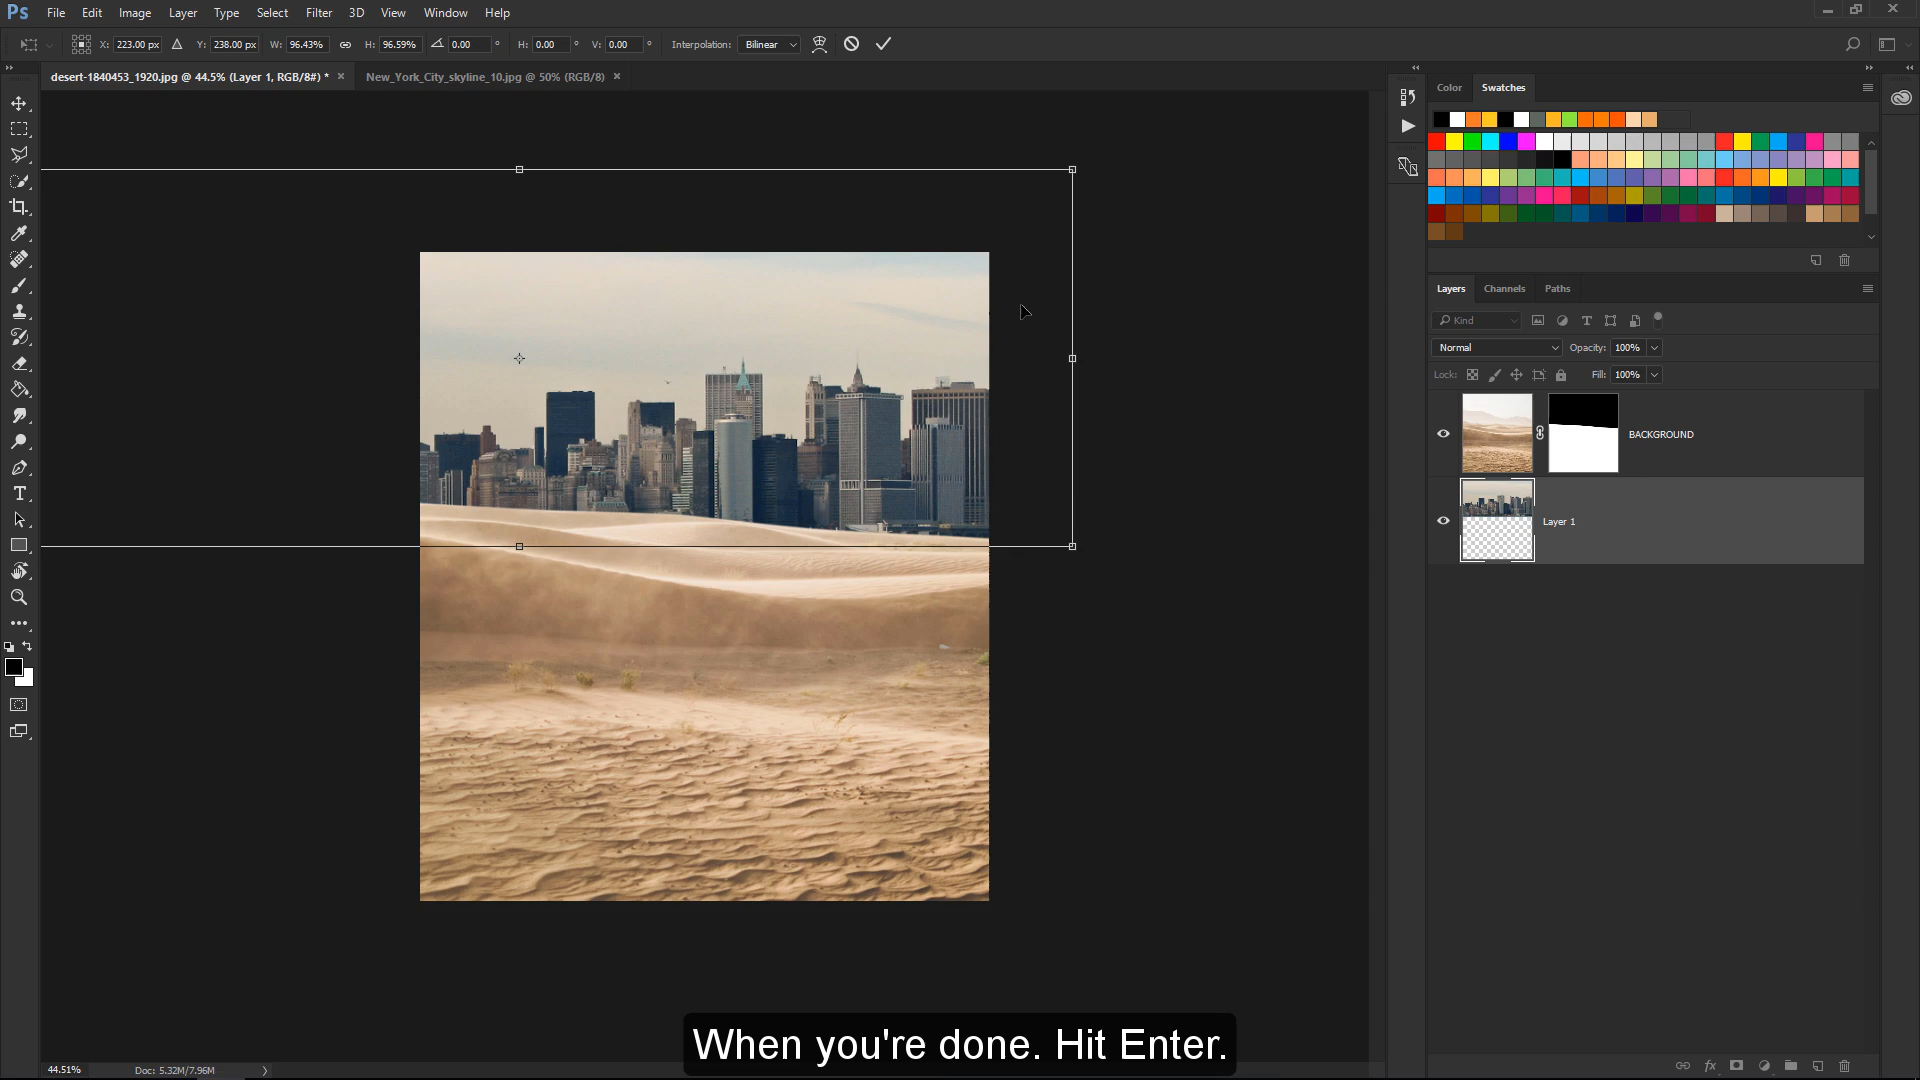 Ps File Edit Image Layer Type Select Filter 3D View Window Help
X: 223.00 px Y: 238.00 px W: 96.43% H: 96.59% 0.00 ° H: 0.00 ° V: 0.00 ° Interpolation: Bilinear
desert-1840453_1920.jpg @ 44.5% (Layer 1, RGB/8#) * × New_York_City_skyline_10.jpg @ 50% (RGB/8) ×
Color Swatches
Layers Channels Paths
Kind
Normal Opacity: 100%
Lock: Fill: 100%
BACKGROUND
Layer 1
When you're done. Hit Enter.
44.51% Doc: 5.32M/7.96M
fx